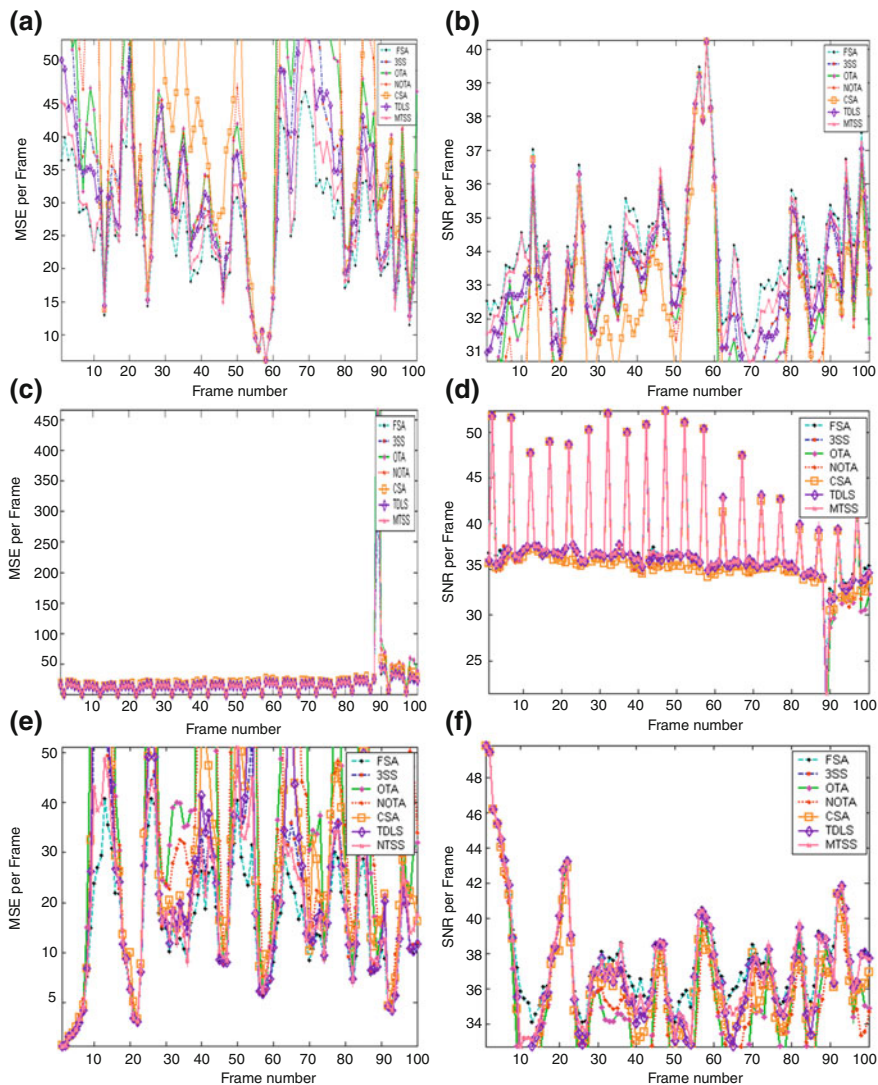 (a)
MSE per Frame
50
45
40
35
30
25
20
15
10
10 20 30 40 50 60 70 80 90 100
Frame number
FSA
3SS
OTA
NOTA
CSA
TDLS
MTSS
(b)
SNR per Frame
40
39
38
37
36
35
34
33
32
31
10 20 30 40 50 60 70 80 90 100
Frame number
FSA
3SS
OTA
NOTA
CSA
TDLS
MTSS
(c)
MSE per Frame
450
400
350
300
250
200
150
100
50
10 20 30 40 50 60 70 80 90 100
Frame number
FSA
3SS
OTA
NOTA
CSA
TDLS
MTSS
(d)
SNR per Frame
50
45
40
35
30
25
10 20 30 40 50 60 70 80 90 100
Frame number
FSA
3SS
OTA
NOTA
CSA
TDLS
MTSS
(e)
MSE per Frame
50
40
30
20
10
5
10 20 30 40 50 60 70 80 90 100
Frame number
FSA
3SS
OTA
NOTA
CSA
TDLS
NTSS
(f)
SNR per Frame
48
46
44
42
40
38
36
34
10 20 30 40 50 60 70 80 90 100
Frame number
FSA
3SS
OTA
NOTA
CSA
TDLS
MTSS